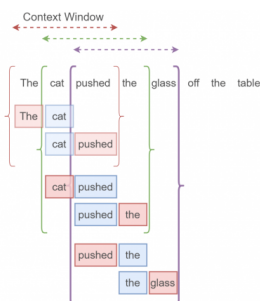 Context Window
The cat pushed the glass off the table
The cat
cat pushed
cat pushed
pushed the
pushed the
the glass